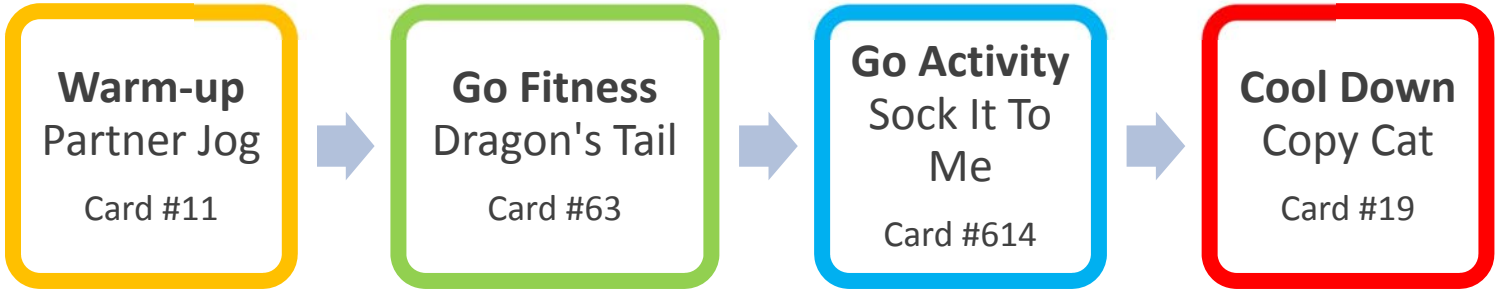 Warm-up
Partner Jog
Card #11
Go Fitness
Dragon's Tail
Card #63
Go Activity
Sock It To
Me
Card #614
Cool Down
Copy Cat
Card #19